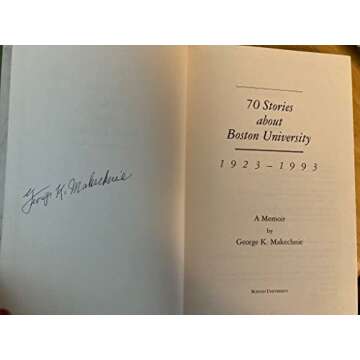 George K. Makechnie
70 Stories
about
Boston University
1923–1993
A Memoir
by
George K. Makechnie
BOSTON UNIVERSITY